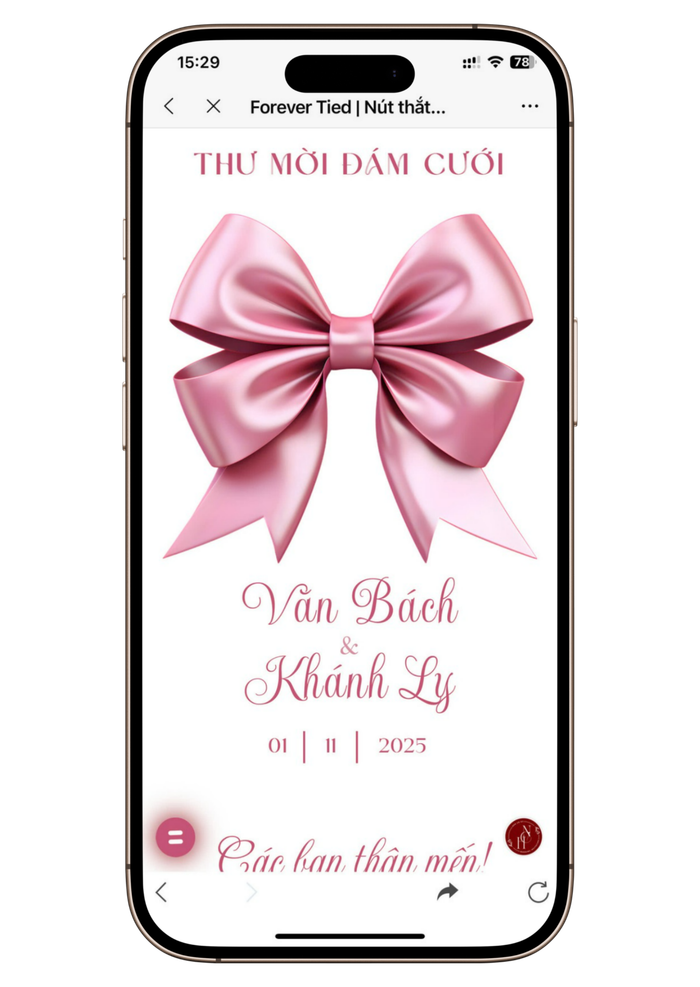 15:29
78
Forever Tied | Nút thắt...
THƯ MỜI ĐÁM CƯỚI
Văn Bách
&
Khánh Ly
01 | 11 | 2025
Các bạn thân mến!